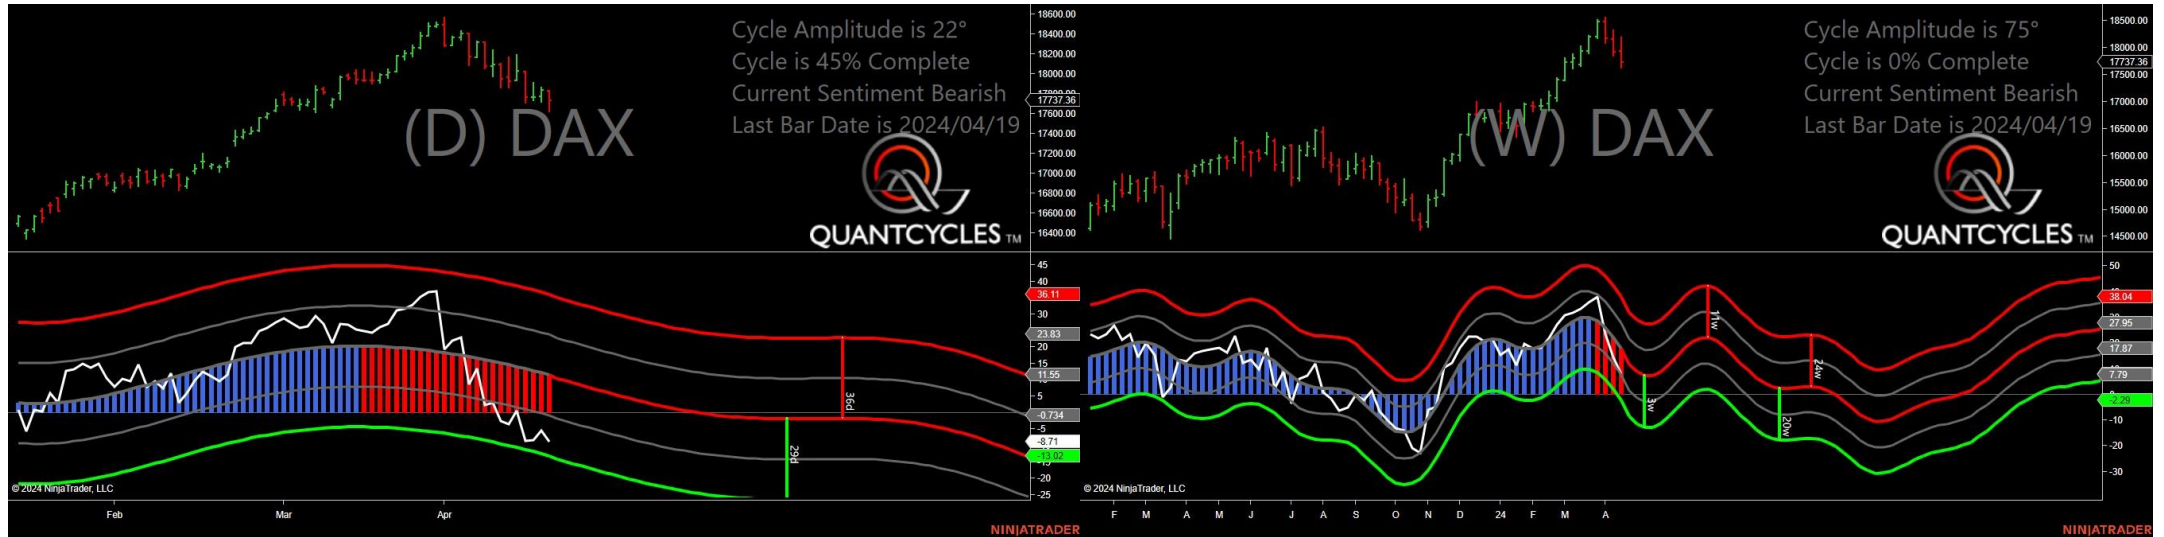 Cycle Amplitude is 22°
Cycle is 45% Complete
Current Sentiment Bearish
Last Bar Date is 2024/04/19
(D) DAX
QUANTCYCLES TM
18600.00
18400.00
18200.00
18000.00
17737.36
17600.00
17400.00
17200.00
17000.00
16800.00
16600.00
16400.00
45
40
36.11
30
23.83
20
15
11.55
5
-0.734
-5
-8.71
-13.02
-20
-25
36d
29d
© 2024 NinjaTrader, LLC
Feb Mar Apr
NINJATRADER
Cycle Amplitude is 75°
Cycle is 0% Complete
Current Sentiment Bearish
Last Bar Date is 2024/04/19
(W) DAX
QUANTCYCLES TM
18500.00
18000.00
17737.36
17500.00
17000.00
16500.00
16000.00
15500.00
15000.00
14500.00
50
38.04
27.95
17.87
7.79
-2.29
-10
-20
-30
11w
24w
3w
20w
© 2024 NinjaTrader, LLC
F M A M J J A S O N D 24 F M A
NINJATRADER